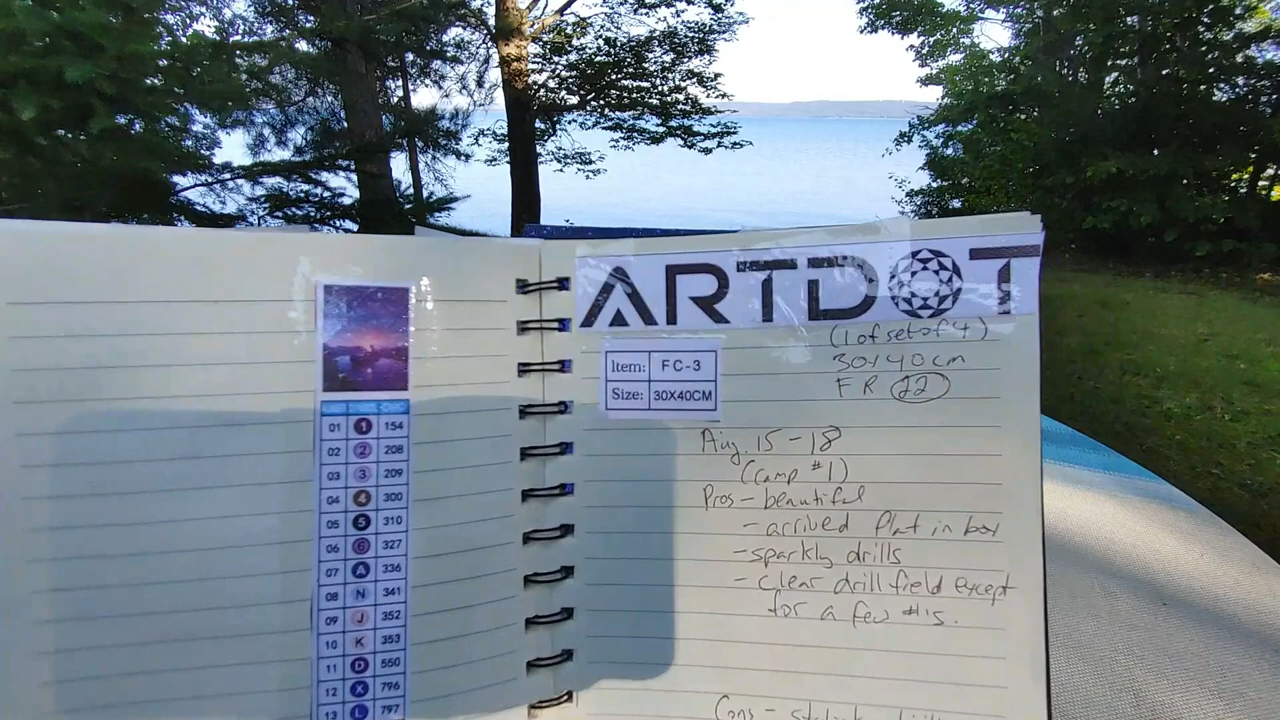 01 1 154
02 2 208
03 3 209
04 4 300
05 5 310
06 6 327
07 A 336
08 N 341
09 J 352
10 K 353
11 D 550
12 X 796
13 L 797
ARTDOT
(1 of set of 4)
30x40cm
FR 22
Item: FC-3
Size: 30X40CM
Aug. 15-18
(Camp #1)
Pros - beautiful
- arrived flat in box
- sparkly drills
- clear drill field except
for a few #'s.
Cons -